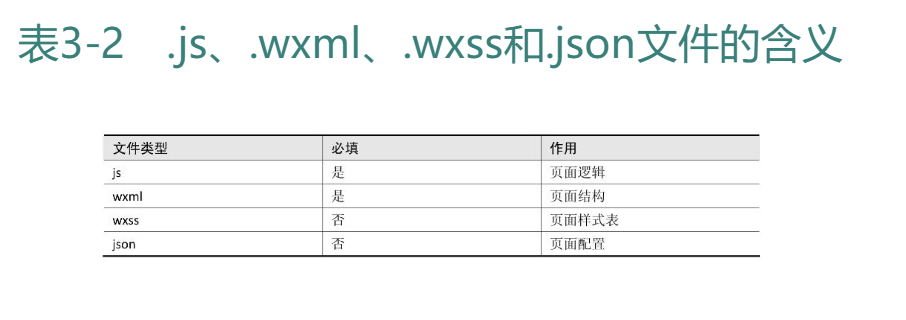 表3-2 .js、.wxml、.wxss和.json文件的含义
文件类型 必填 作用
js 是 页面逻辑
wxml 是 页面结构
wxss 否 页面样式表
json 否 页面配置